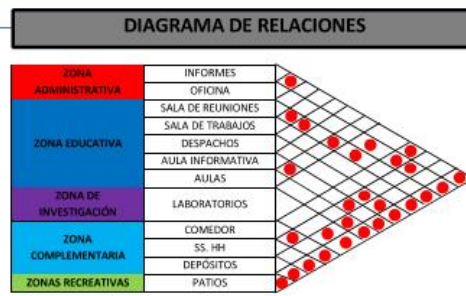 DIAGRAMA DE RELACIONES
ZONA
ADMINISTRATIVA
INFORMES
OFICINA
ZONA EDUCATIVA
SALA DE REUNIONES
SALA DE TRABAJOS
DESPACHOS
AULA INFORMATIVA
AULAS
ZONA DE
INVESTIGACIÓN
LABORATORIOS
ZONA
COMPLEMENTARIA
COMEDOR
SS. HH
DEPÓSITOS
ZONAS RECREATIVAS
PATIOS